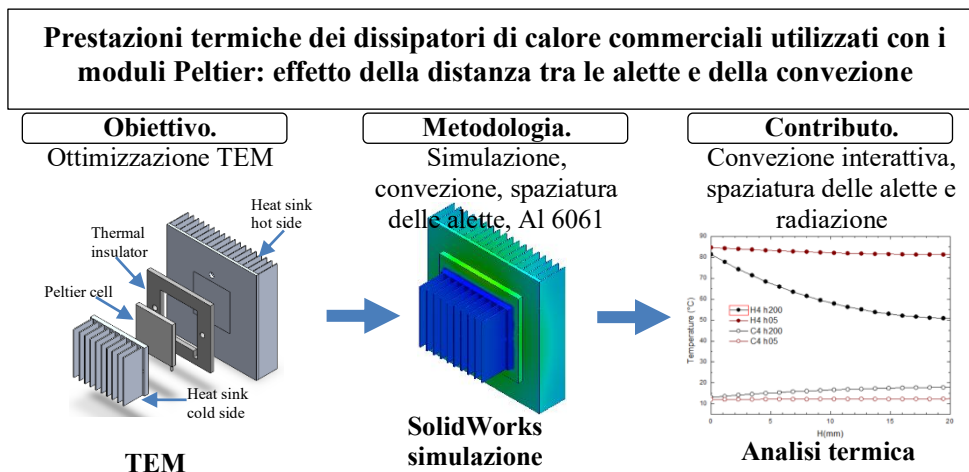 Prestazioni termiche dei dissipatori di calore commerciali utilizzati con i
moduli Peltier: effetto della distanza tra le alette e della convezione
Obiettivo.
Ottimizzazione TEM
Heat sink
hot side
Thermal
insulator
Peltier cell
Heat sink
cold side
TEM
Metodologia.
Simulazione,
convezione, spaziatura
delle alette, Al 6061
SolidWorks
simulazione
Contributo.
Convezione interattiva,
spaziatura delle alette e
radiazione
90
80
70
60
50
40
30
20
10
Temperature (°C)
H4 h200
H4 h05
C4 h200
C4 h05
0
5
10
15
20
H(mm)
Analisi termica